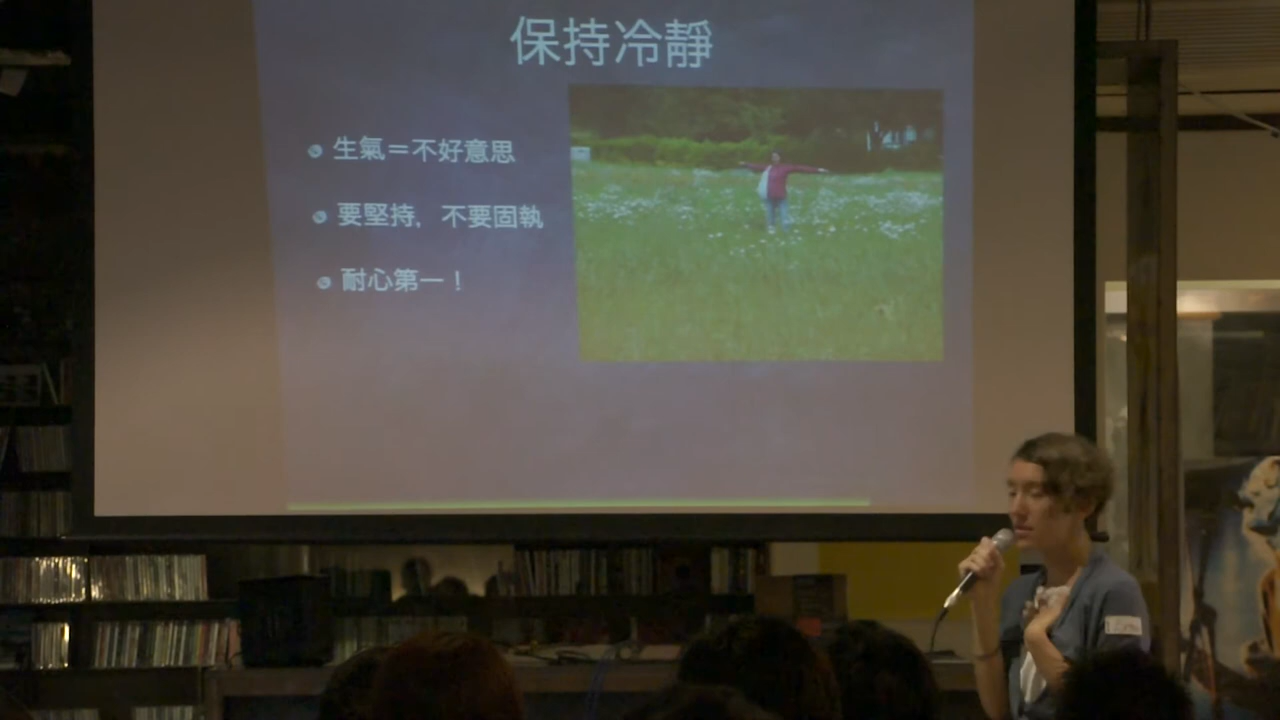 保持冷靜
生氣＝不好意思
要堅持，不要固執
耐心第一！